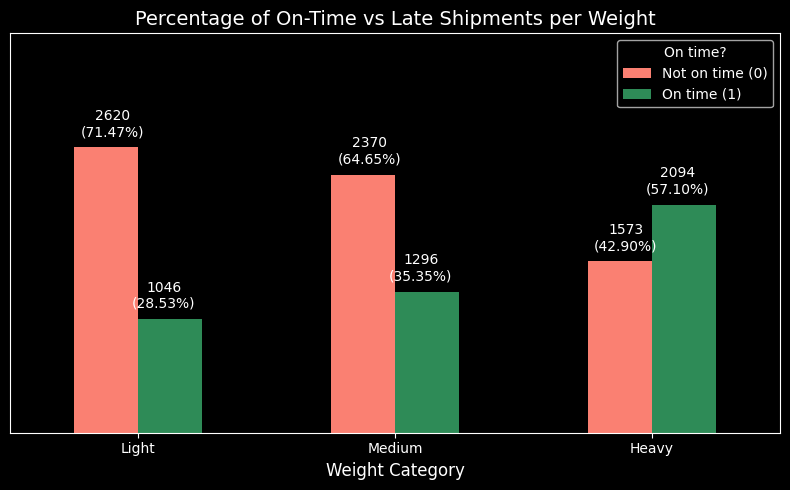 Percentage of On-Time vs Late Shipments per Weight
On time?
Not on time (0)
On time (1)
2620
(71.47%)
1046
(28.53%)
2370
(64.65%)
1296
(35.35%)
1573
(42.90%)
2094
(57.10%)
Light
Medium
Heavy
Weight Category